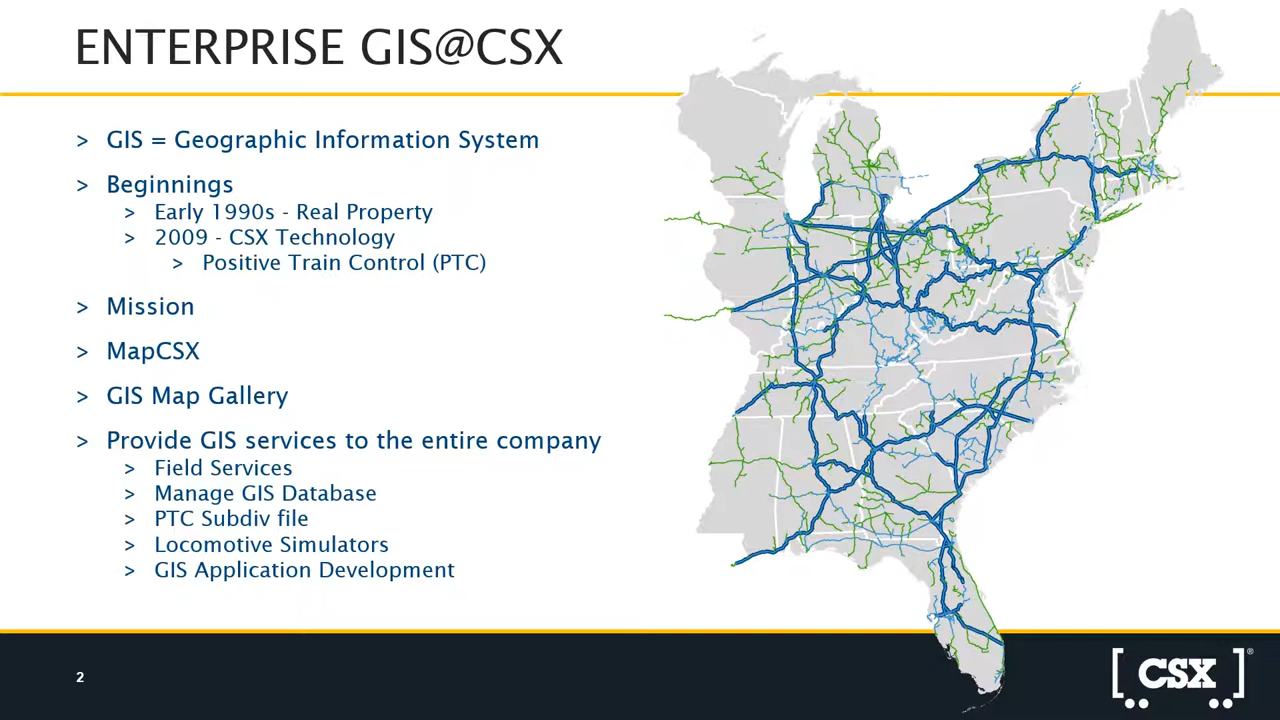 ENTERPRISE GIS@CSX
> GIS = Geographic Information System
> Beginnings
> Early 1990s - Real Property
> 2009 - CSX Technology
> Positive Train Control (PTC)
> Mission
> MapCSX
> GIS Map Gallery
> Provide GIS services to the entire company
> Field Services
> Manage GIS Database
> PTC Subdiv file
> Locomotive Simulators
> GIS Application Development
2
[CSX]®